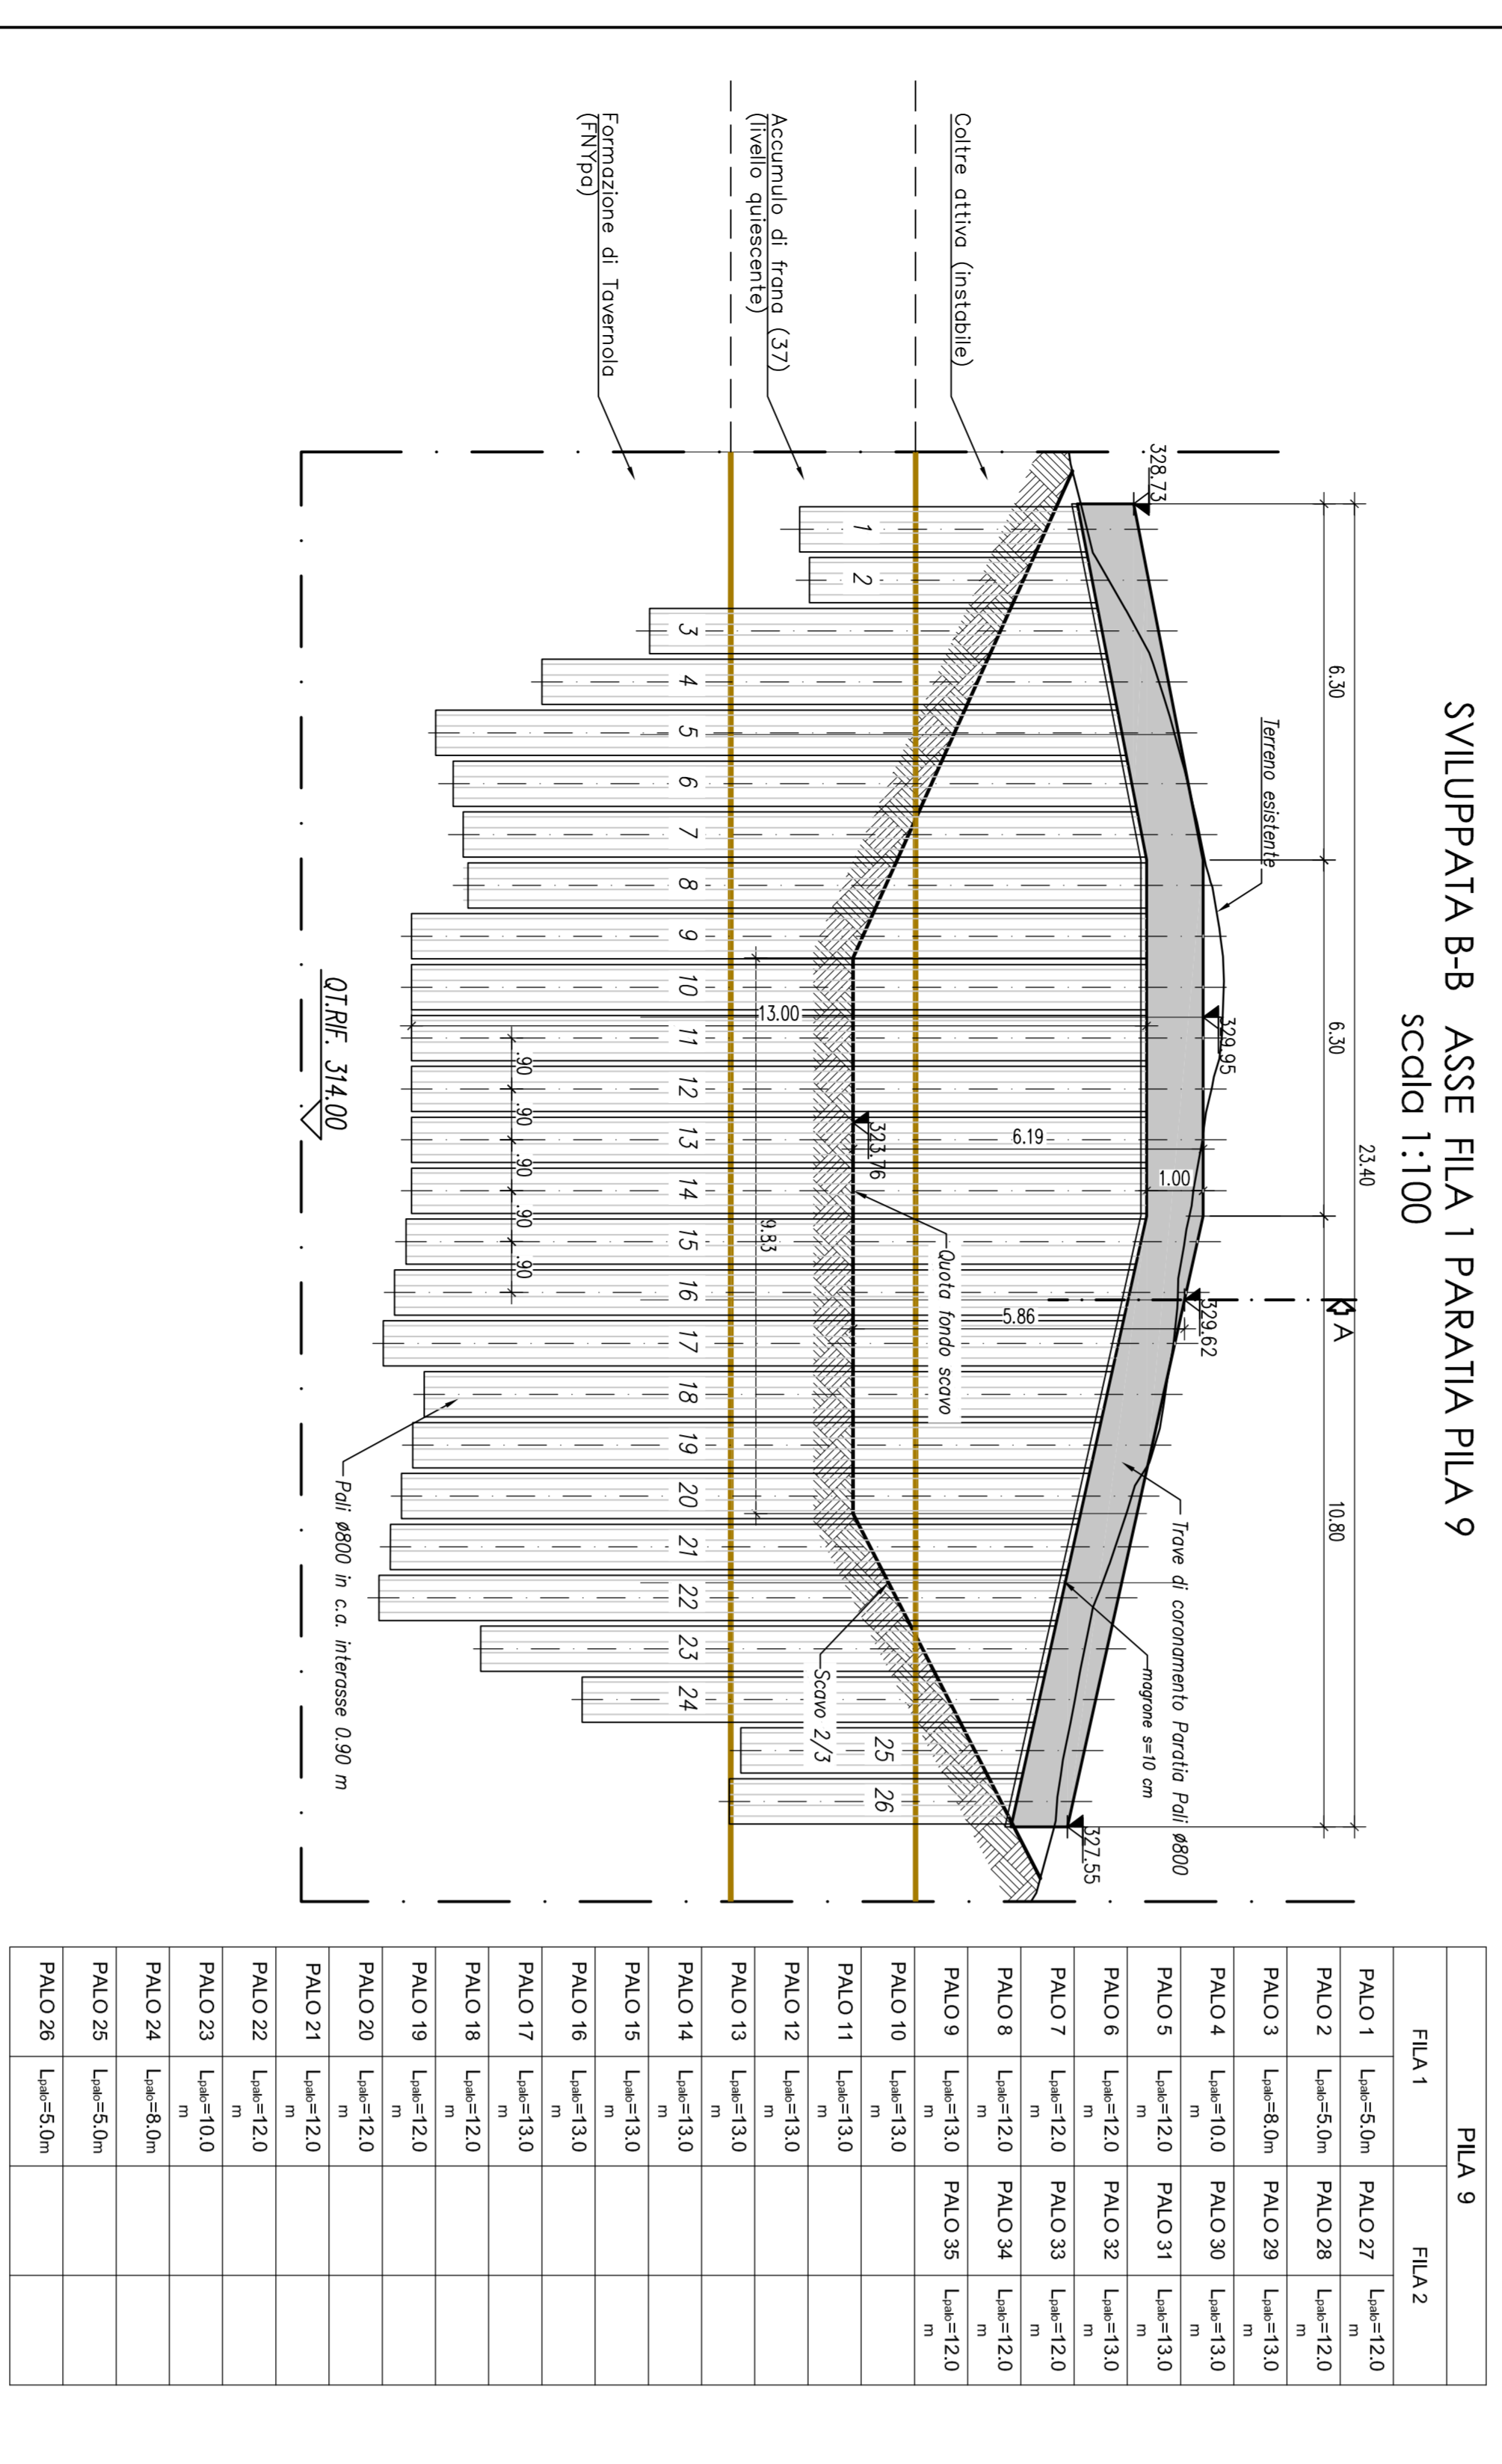 SVILUPPATA B-B ASSE FILA 1 PARATIA PILA 9
scala 1:100
23.40
6.30
6.30
10.80
A
Terreno esistente
328.73
329.95
329.62
327.55
Trave di coronamento Paratia Pali ø800
magrone s=10 cm
1.00
6.19
5.86
Coltre attiva (instabile)
Quota fondo scavo
323.76
Accumulo di frana (37)
(livello quiescente)
13.00
9.83
Scavo 2/3
Formazione di Tavernola
(FNYpa)
1
2
3
4
5
6
7
8
9
10
11
12
13
14
15
16
17
18
19
20
21
22
23
24
25
26
.90
.90
.90
.90
.90
Pali ø800 in c.a. interasse 0.90 m
QT.RIF. 314.00
PILA 9
FILA 1 FILA 2
PALO 1 Lpalo=5.0m PALO 27 Lpalo=12.0 m
PALO 2 Lpalo=5.0m PALO 28 Lpalo=12.0 m
PALO 3 Lpalo=8.0m PALO 29 Lpalo=13.0 m
PALO 4 Lpalo=10.0 m PALO 30 Lpalo=13.0 m
PALO 5 Lpalo=12.0 m PALO 31 Lpalo=13.0 m
PALO 6 Lpalo=12.0 m PALO 32 Lpalo=13.0 m
PALO 7 Lpalo=12.0 m PALO 33 Lpalo=12.0 m
PALO 8 Lpalo=12.0 m PALO 34 Lpalo=12.0 m
PALO 9 Lpalo=13.0 m PALO 35 Lpalo=12.0 m
PALO 10 Lpalo=13.0 m
PALO 11 Lpalo=13.0 m
PALO 12 Lpalo=13.0 m
PALO 13 Lpalo=13.0 m
PALO 14 Lpalo=13.0 m
PALO 15 Lpalo=13.0 m
PALO 16 Lpalo=13.0 m
PALO 17 Lpalo=13.0 m
PALO 18 Lpalo=12.0 m
PALO 19 Lpalo=12.0 m
PALO 20 Lpalo=12.0 m
PALO 21 Lpalo=12.0 m
PALO 22 Lpalo=12.0 m
PALO 23 Lpalo=10.0 m
PALO 24 Lpalo=8.0m
PALO 25 Lpalo=5.0m
PALO 26 Lpalo=5.0m